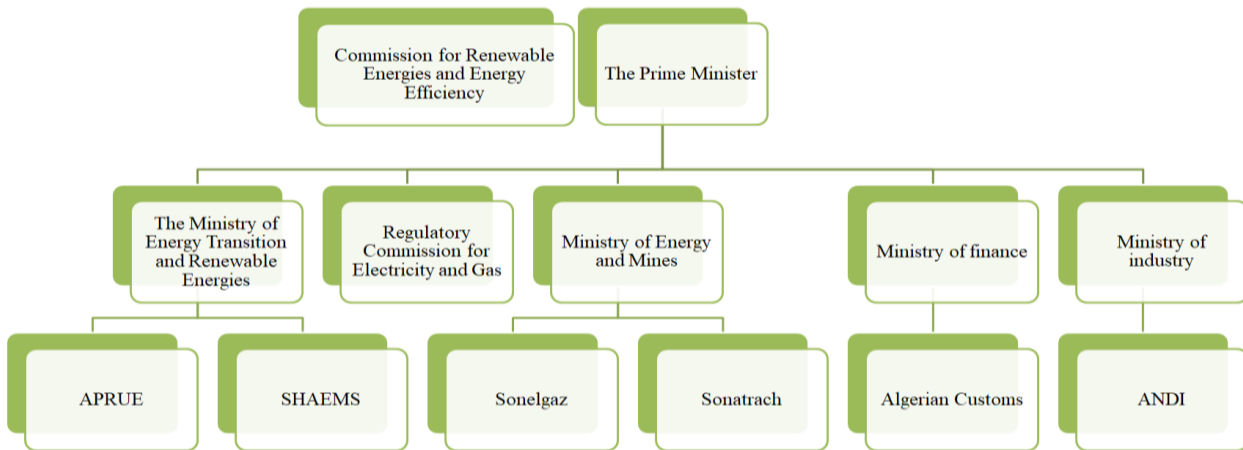 Commission for Renewable
Energies and Energy
Efficiency
The Prime Minister
The Ministry of
Energy Transition
and Renewable
Energies
Regulatory
Commission for
Electricity and Gas
Ministry of Energy
and Mines
Ministry of finance
Ministry of
industry
APRUE
SHAEMS
Sonelgaz
Sonatrach
Algerian Customs
ANDI